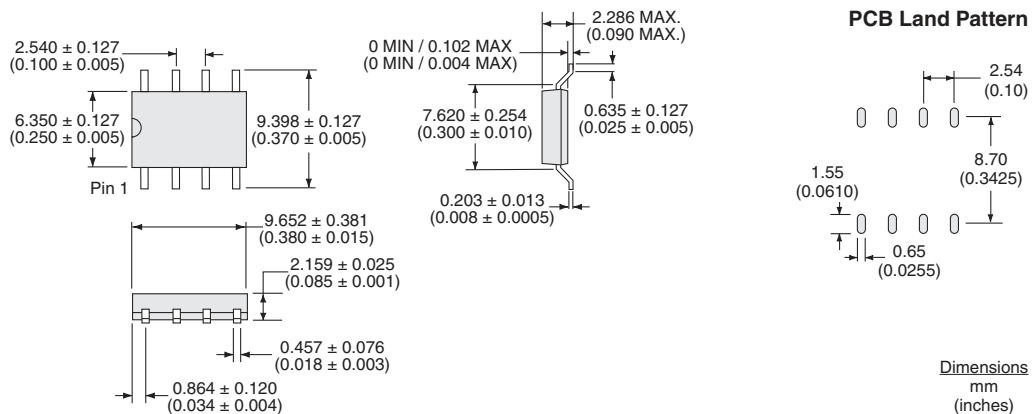 2.540 ± 0.127
(0.100 ± 0.005)
6.350 ± 0.127
(0.250 ± 0.005)
9.398 ± 0.127
(0.370 ± 0.005)
Pin 1
9.652 ± 0.381
(0.380 ± 0.015)
2.159 ± 0.025
(0.085 ± 0.001)
0.457 ± 0.076
(0.018 ± 0.003)
0.864 ± 0.120
(0.034 ± 0.004)
2.286 MAX.
(0.090 MAX.)
0 MIN / 0.102 MAX
(0 MIN / 0.004 MAX)
7.620 ± 0.254
(0.300 ± 0.010)
0.635 ± 0.127
(0.025 ± 0.005)
0.203 ± 0.013
(0.008 ± 0.0005)
PCB Land Pattern
2.54
(0.10)
8.70
(0.3425)
1.55
(0.0610)
0.65
(0.0255)
Dimensions
mm
(inches)